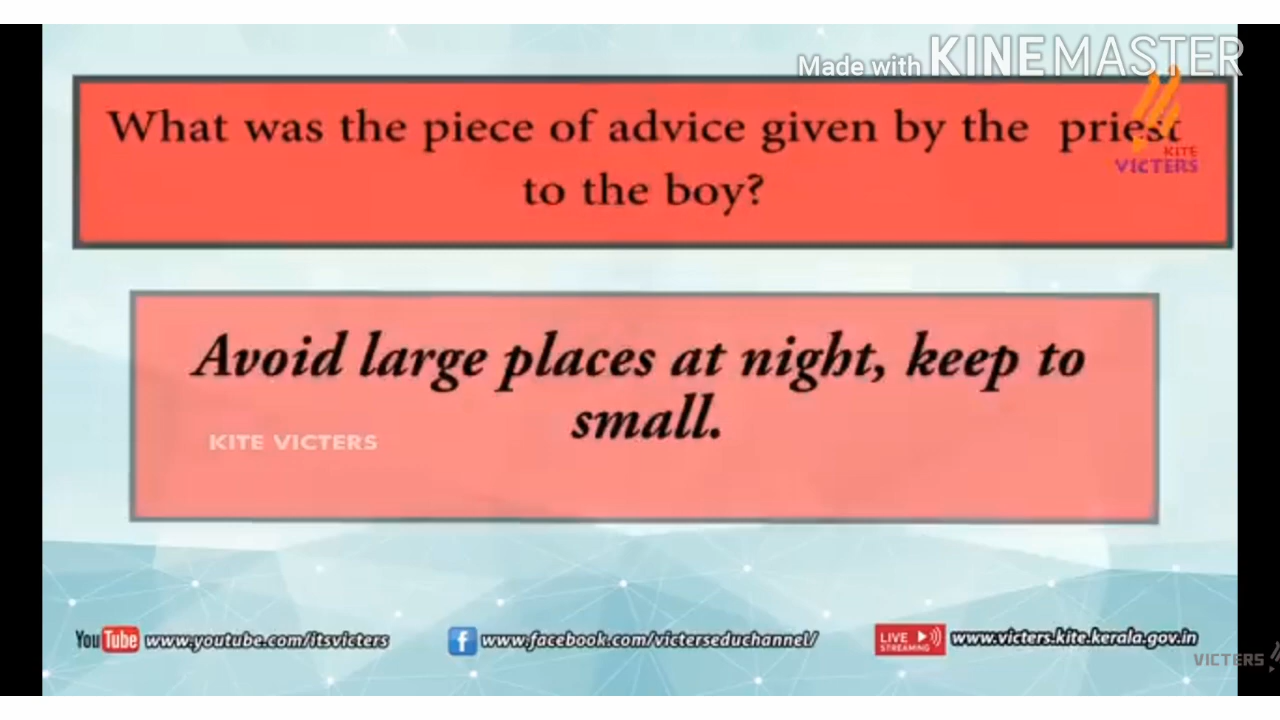 Made with KINEMASTER
What was the piece of advice given by the priest
to the boy?
KITE
VICTERS
Avoid large places at night, keep to
small.
KITE VICTERS
YouTube www.youtube.com/itsvicters
f www.facebook.com/victerseduchannel/
LIVE STREAMING www.victers.kite.kerala.gov.in
VICTERS